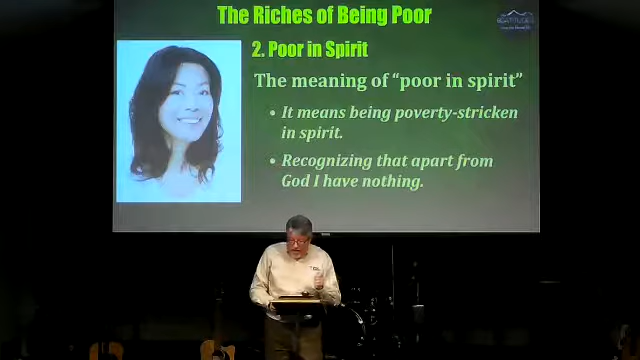 The Riches of Being Poor
BEATITUDES
2. Poor in Spirit
The meaning of “poor in spirit”
• It means being poverty-stricken
in spirit.
• Recognizing that apart from
God I have nothing.